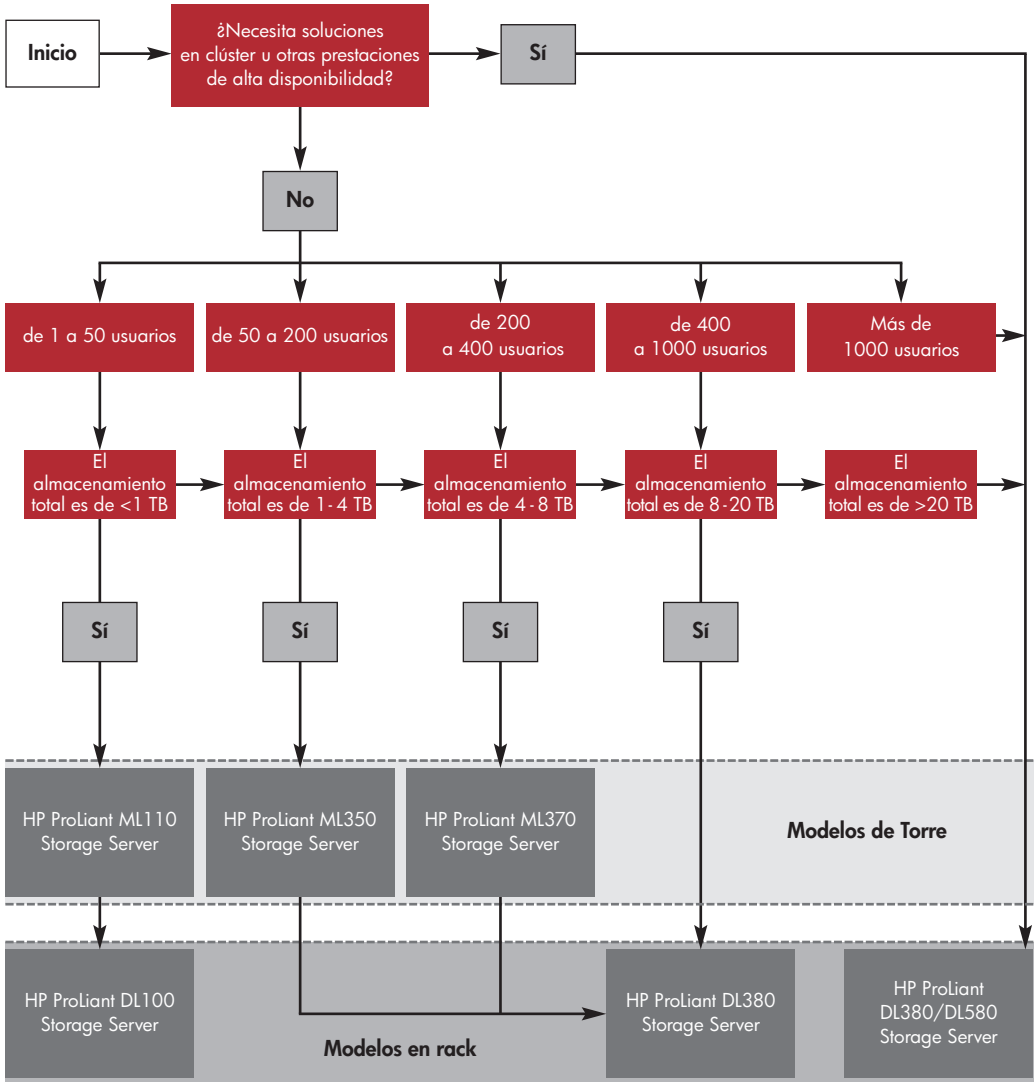 Inicio
¿Necesita soluciones
en clúster u otras prestaciones
de alta disponibilidad?
Sí
No
de 1 a 50 usuarios
de 50 a 200 usuarios
de 200
a 400 usuarios
de 400
a 1000 usuarios
Más de
1000 usuarios
El
almacenamiento
total es de <1 TB
El
almacenamiento
total es de 1-4 TB
El
almacenamiento
total es de 4-8 TB
El
almacenamiento
total es de 8-20 TB
El
almacenamiento
total es de >20 TB
Sí
Sí
Sí
Sí
HP ProLiant ML110
Storage Server
HP ProLiant ML350
Storage Server
HP ProLiant ML370
Storage Server
Modelos de Torre
HP ProLiant DL100
Storage Server
Modelos en rack
HP ProLiant DL380
Storage Server
HP ProLiant
DL380/DL580
Storage Server